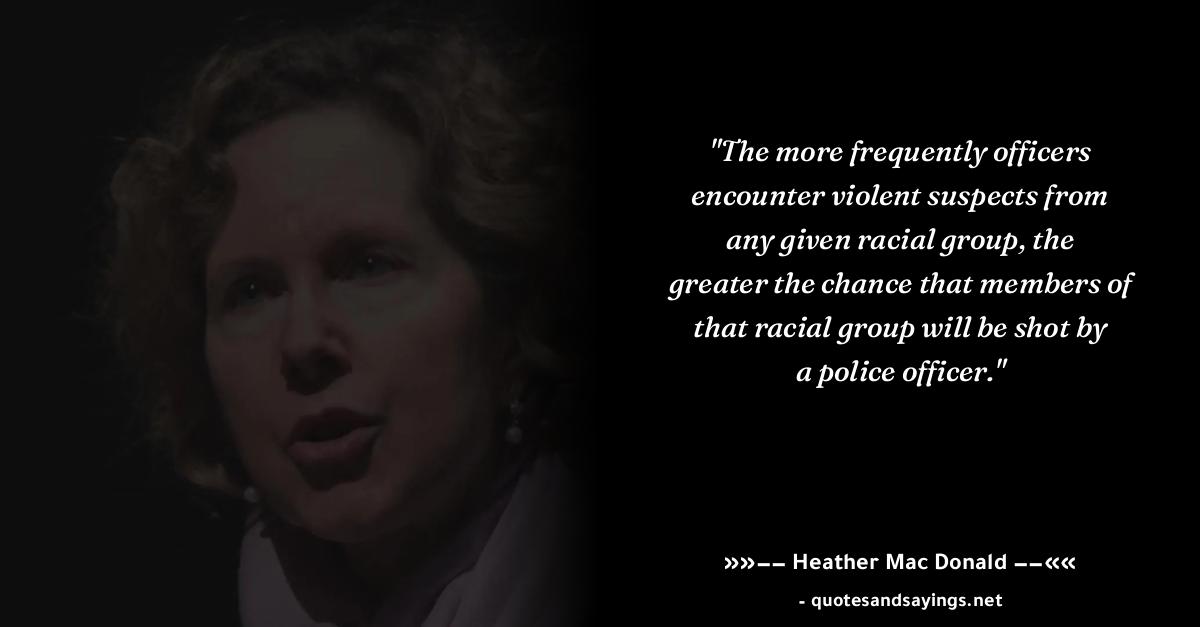 "The more frequently officers
encounter violent suspects from
any given racial group, the
greater the chance that members of
that racial group will be shot by
a police officer."
»»−− Heather Mac Donald −−««
- quotesandsayings.net